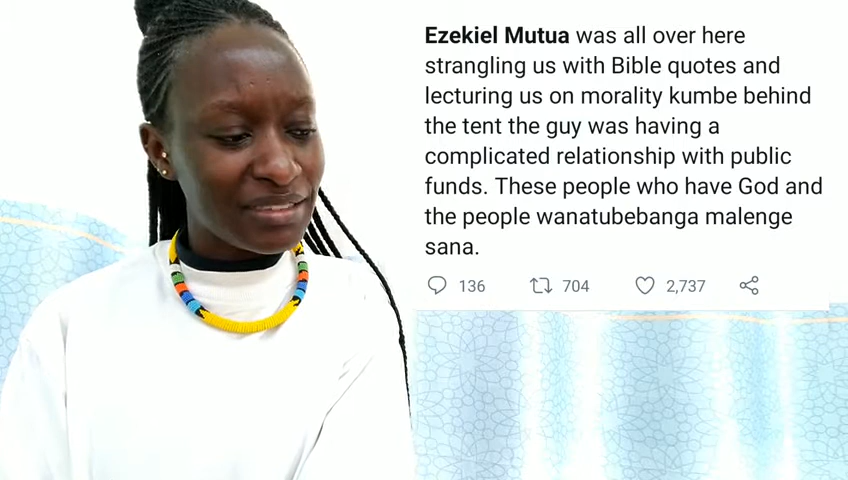 Ezekiel Mutua was all over here
strangling us with Bible quotes and
lecturing us on morality kumbe behind
the tent the guy was having a
complicated relationship with public
funds. These people who have God and
the people wanatubebanga malenge
sana.
136 704 2,737